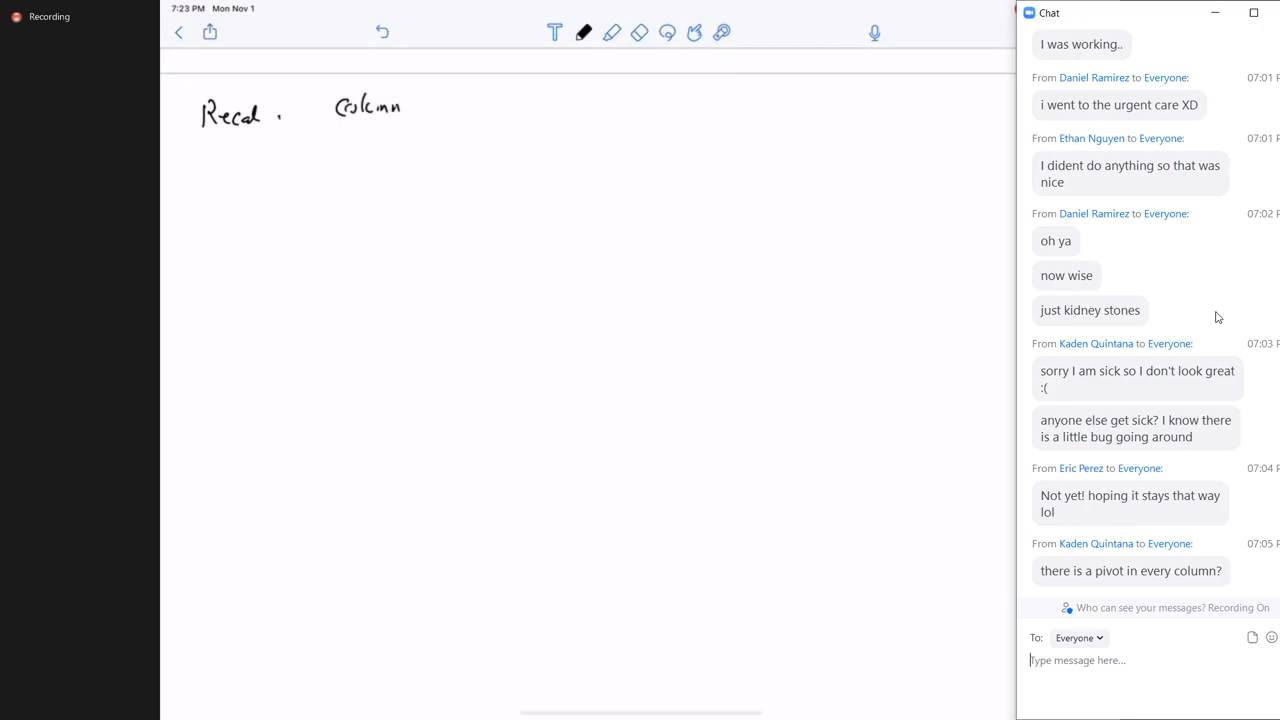 Recording
7:23 PM Mon Nov 1
Recal. Column
Chat
I was working..
From Daniel Ramirez to Everyone: 07:01 P
i went to the urgent care XD
From Ethan Nguyen to Everyone: 07:01 P
I dident do anything so that was
nice
From Daniel Ramirez to Everyone: 07:02 P
oh ya
now wise
just kidney stones
From Kaden Quintana to Everyone: 07:03 P
sorry I am sick so I don't look great
:(
anyone else get sick? I know there
is a little bug going around
From Eric Perez to Everyone: 07:04 P
Not yet! hoping it stays that way
lol
From Kaden Quintana to Everyone: 07:05 P
there is a pivot in every column?
Who can see your messages? Recording On
To: Everyone
Type message here...